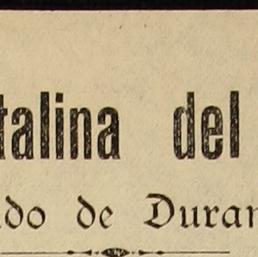 talina del
do de Duran